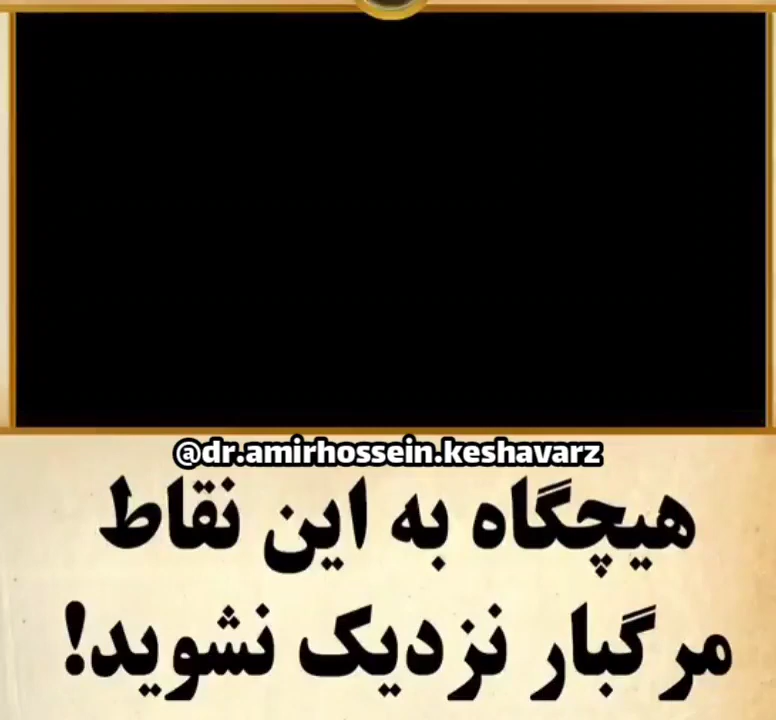 @dr.amirhossein.keshavarz
هیچگاه به این نقاط
مرگبار نزدیک نشوید!